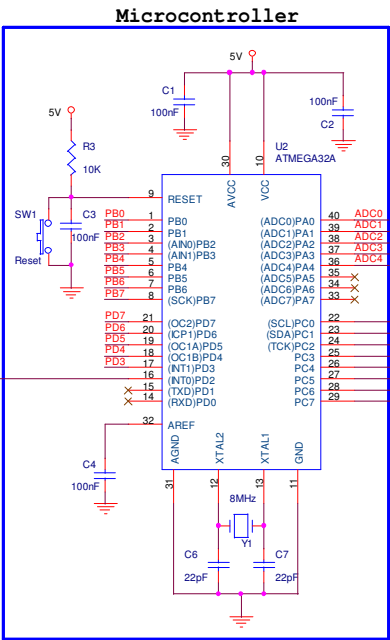 Microcontroller
5V
C1
100nF
100nF
C2
5V
R3
10K
U2
ATMEGA32A
30
10
AVCC
VCC
SW1
Reset
C3
100nF
9 RESET
PB0 1 PB0
PB1 2 PB1
PB2 3 (AIN0)PB2
PB3 4 (AIN1)PB3
PB4 5 PB4
PB5 6 PB5
PB6 7 PB6
PB7 8 (SCK)PB7
PD7 21 (OC2)PD7
PD6 20 (ICP1)PD6
PD5 19 (OC1A)PD5
PD4 18 (OC1B)PD4
PD3 17 (INT1)PD3
16 (INT0)PD2
15 (TXD)PD1
14 (RXD)PD0
32 AREF
(ADC0)PA0 40 ADC0
(ADC1)PA1 39 ADC1
(ADC2)PA2 38 ADC2
(ADC3)PA3 37 ADC3
(ADC4)PA4 36 ADC4
(ADC5)PA5 35
(ADC6)PA6 34
(ADC7)PA7 33
(SCL)PC0 22
(SDA)PC1 23
(TCK)PC2 24
PC3 25
PC4 26
PC5 27
PC6 28
PC7 29
AGND
XTAL2
XTAL1
GND
31
12
13
11
C4
100nF
8MHz
Y1
C6
22pF
C7
22pF